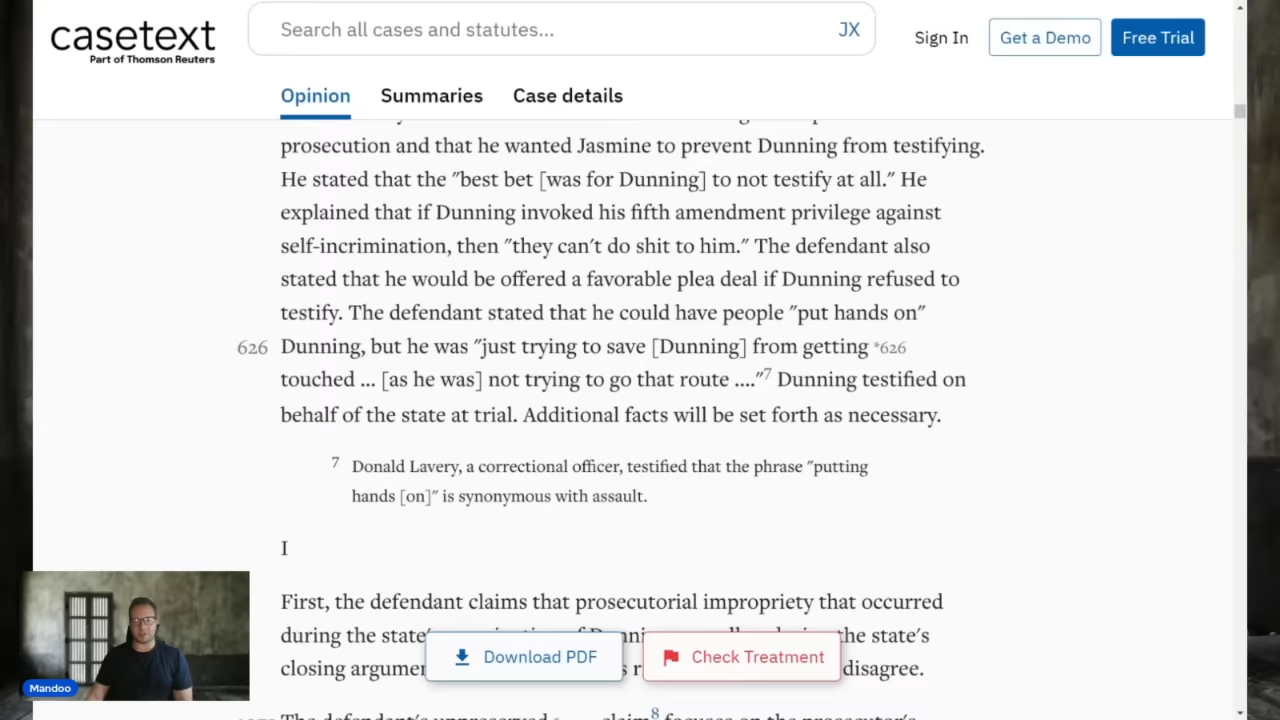 casetext
Part of Thomson Reuters
Search all cases and statutes...
JX
Sign In
Get a Demo
Free Trial
Opinion
Summaries
Case details
prosecution and that he wanted Jasmine to prevent Dunning from testifying.
He stated that the "best bet [was for Dunning] to not testify at all." He
explained that if Dunning invoked his fifth amendment privilege against
self-incrimination, then "they can't do shit to him." The defendant also
stated that he would be offered a favorable plea deal if Dunning refused to
testify. The defendant stated that he could have people "put hands on"
626 Dunning, but he was "just trying to save [Dunning] from getting *626
touched ... [as he was] not trying to go that route ...."7 Dunning testified on
behalf of the state at trial. Additional facts will be set forth as necessary.
7 Donald Lavery, a correctional officer, testified that the phrase "putting
hands [on]" is synonymous with assault.
I
First, the defendant claims that prosecutorial impropriety that occurred
during the state's the state's
closing disagree.
Download PDF
Check Treatment
The defendant's unpreserved claim8 focuses on the prosecutor's
Mandoo